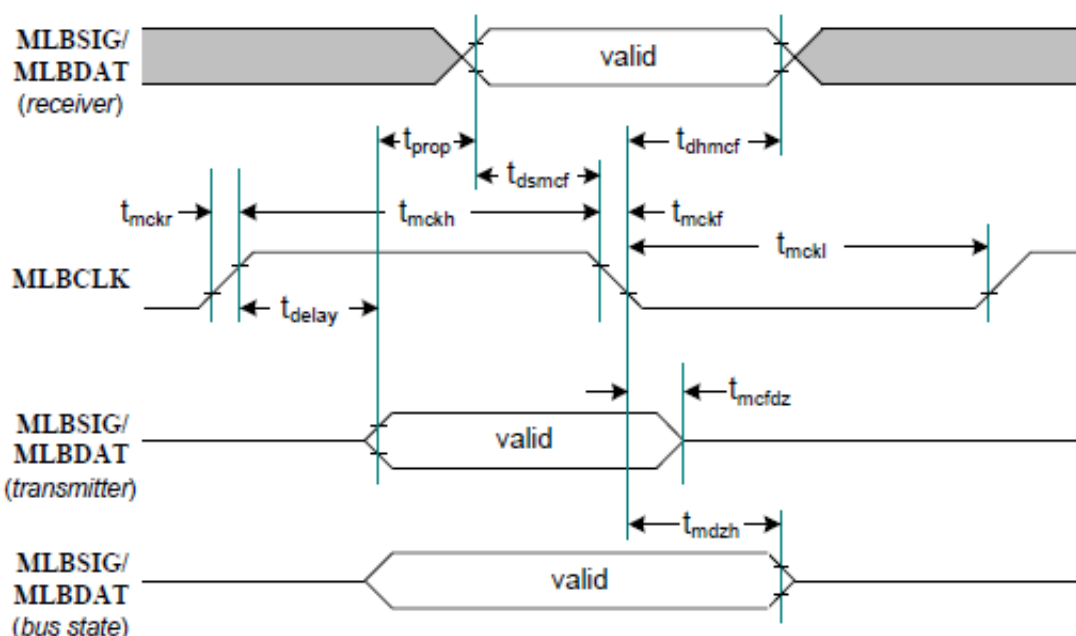 MLBSIG/
MLBDAT
(receiver)
valid
tprop
tdhmcf
tdsmcf
tmckr
tmckh
tmckf
tmckl
MLBCLK
tdelay
tmcfdz
MLBSIG/
MLBDAT
(transmitter)
valid
tmdzh
MLBSIG/
MLBDAT
(bus state)
valid